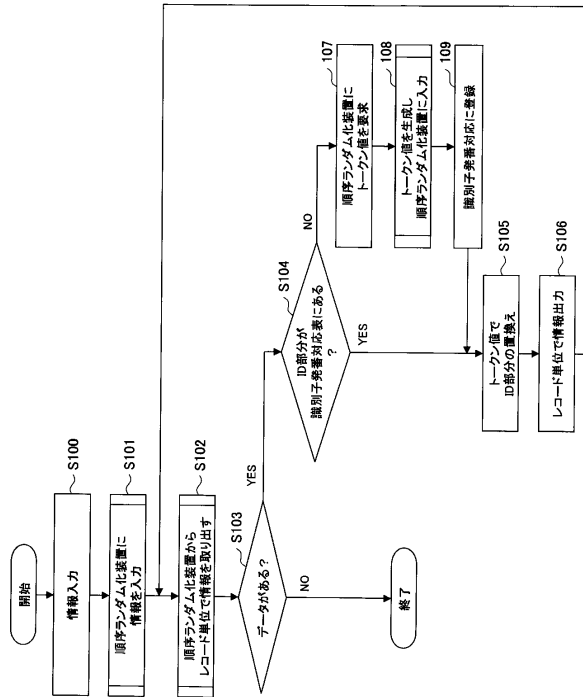 開始
S100
情報入力
S101
順序ランダム化装置に
情報を入力
S102
順序ランダム化装置から
レコード単位で情報を取り出す
S103
データがある?
YES
NO
終了
S104
ID部分が
識別子発番対応表にある
?
NO
YES
107
順序ランダム化装置に
トークン値を要求
108
トークン値を生成し
順序ランダム化装置に入力
109
識別子発番対応に登録
S105
トークン値で
ID部分の置換え
S106
レコード単位で情報出力